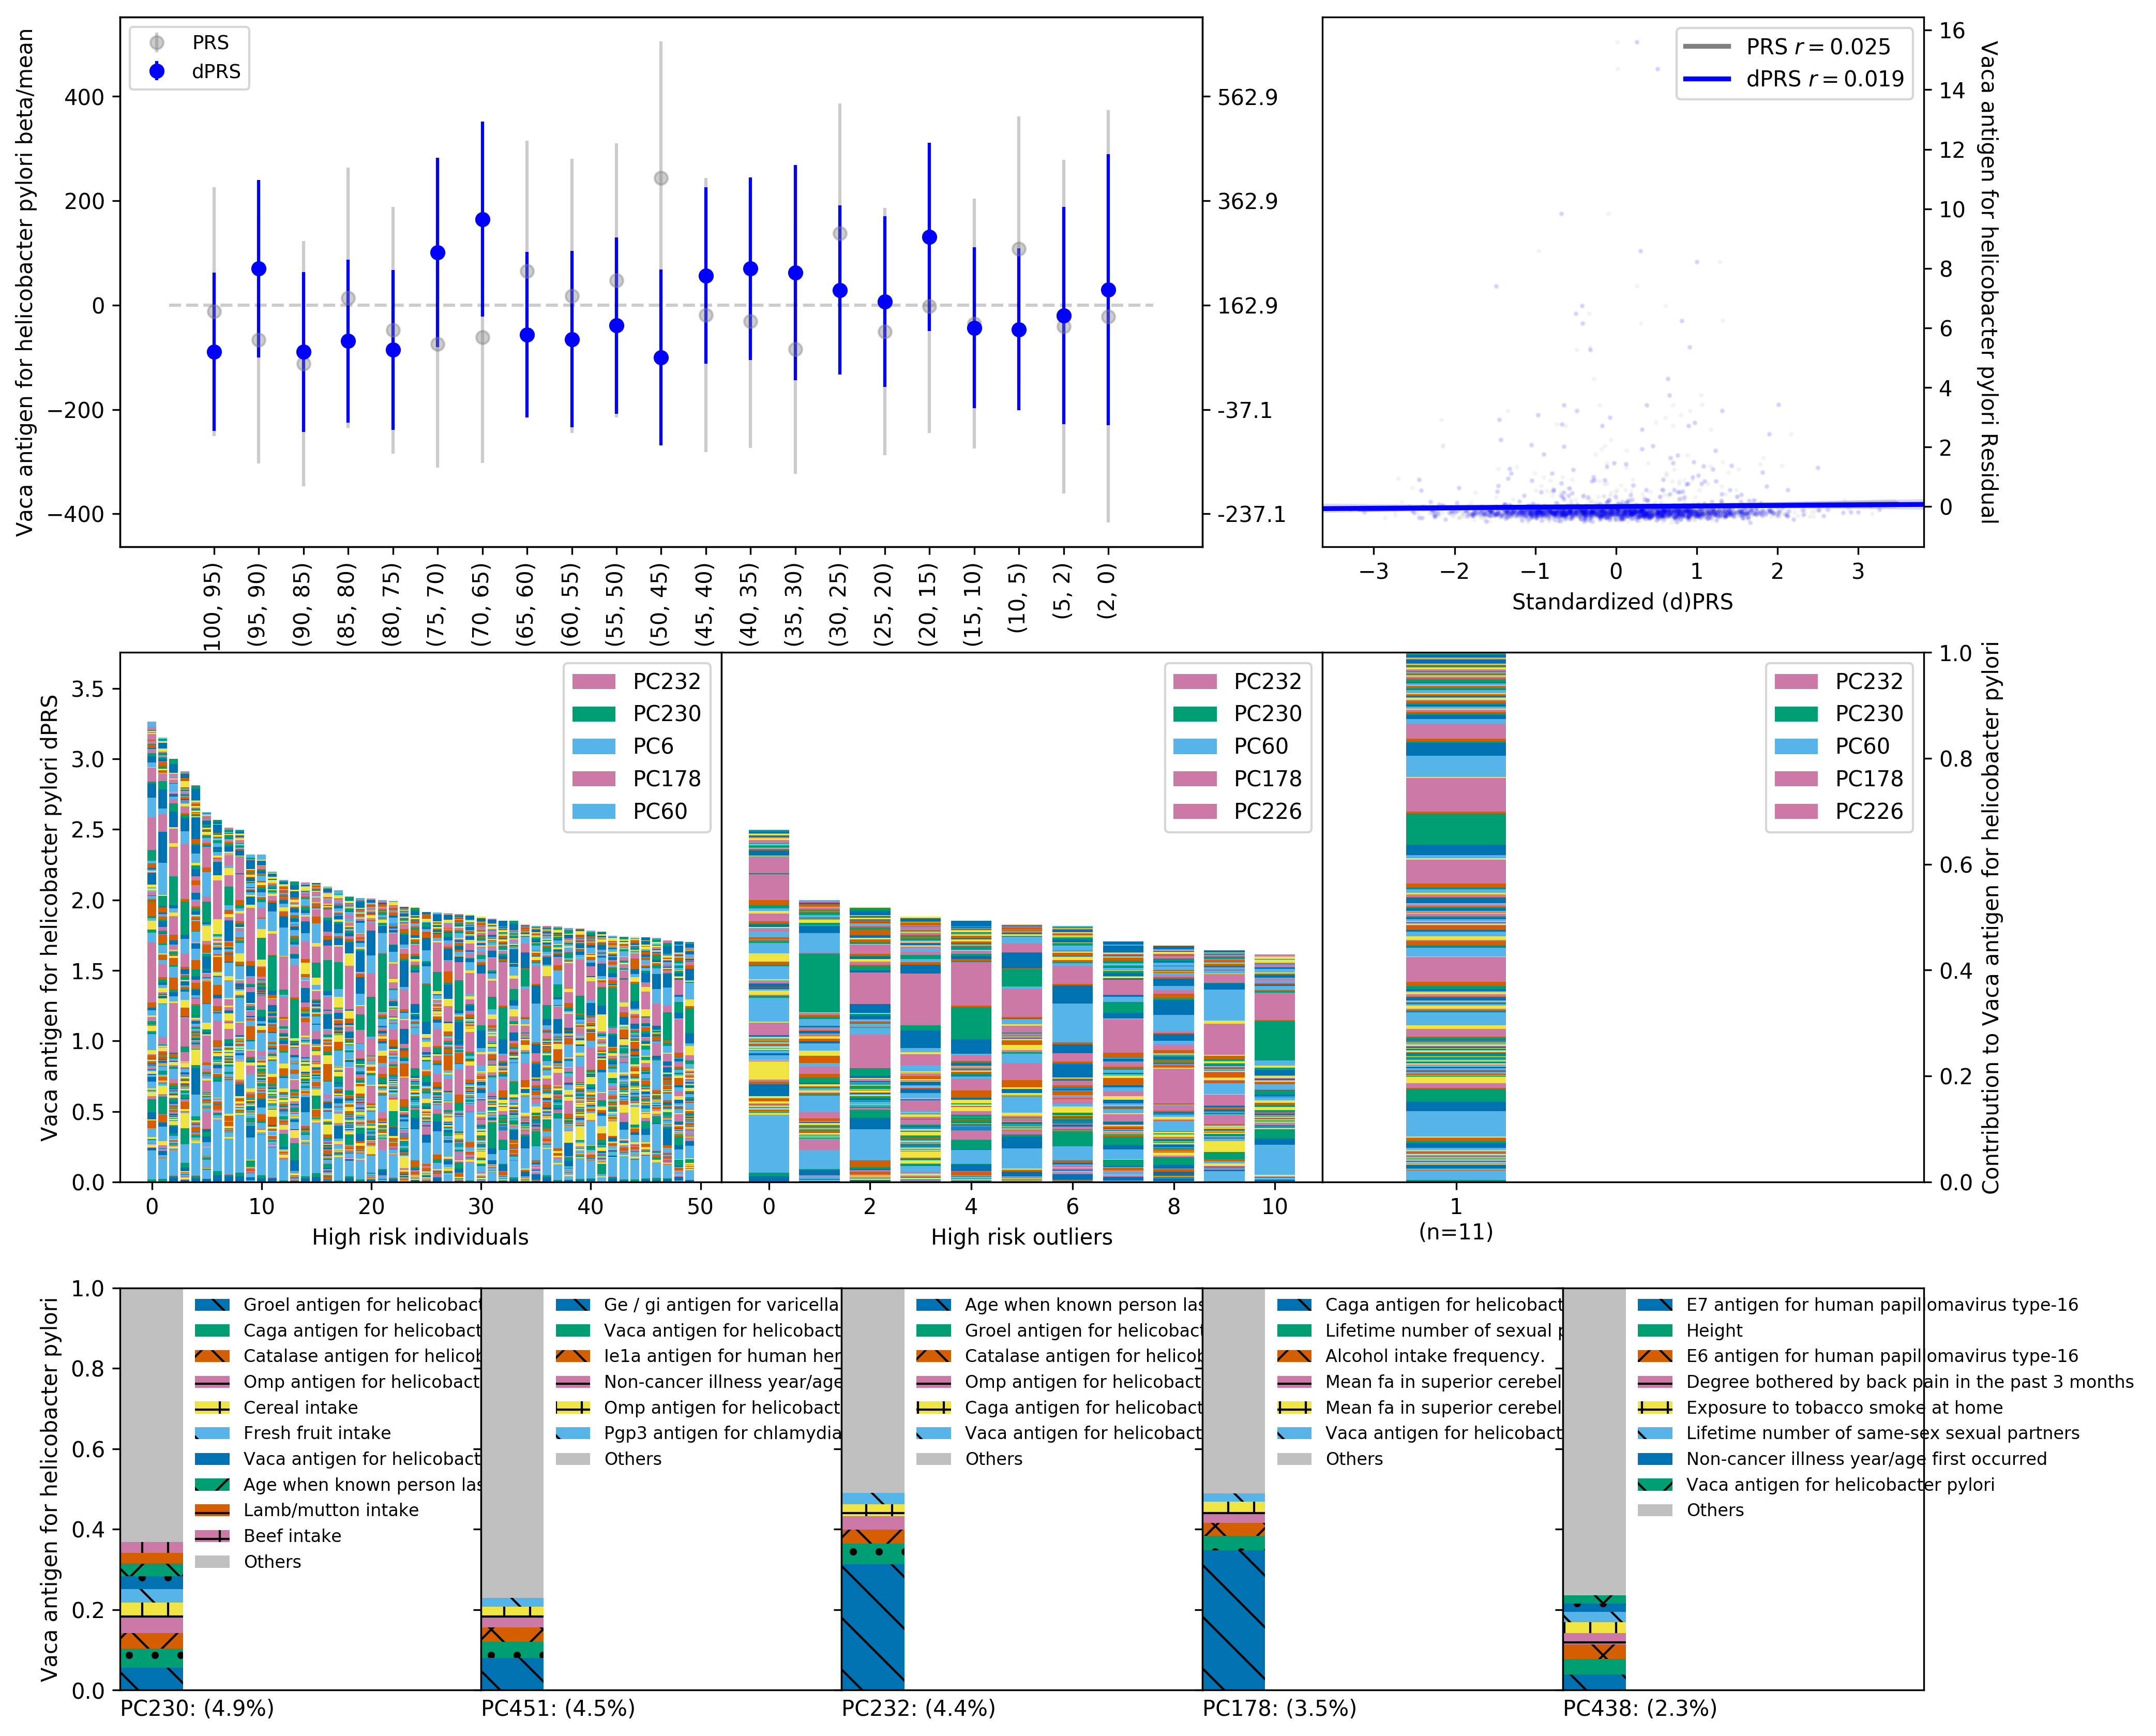 Vaca antigen for helicobacter pylori beta/mean
PRS
dPRS
400
200
0
−200
−400
562.9
362.9
162.9
-37.1
-237.1
100, 95)
(95, 90)
(90, 85)
(85, 80)
(80, 75)
(75, 70)
(70, 65)
(65, 60)
(60, 55)
(55, 50)
(50, 45)
(45, 40)
(40, 35)
(35, 30)
(30, 25)
(25, 20)
(20, 15)
(15, 10)
(10, 5)
(5, 2)
(2, 0)
PRS r = 0.025
dPRS r = 0.019
16
14
12
10
8
6
4
2
0
Vaca antigen for helicobacter pylori Residual
−3 −2 −1 0 1 2 3
Standardized (d)PRS
Vaca antigen for helicobacter pylori dPRS
3.5
3.0
2.5
2.0
1.5
1.0
0.5
0.0
PC232
PC230
PC6
PC178
PC60
0 10 20 30 40 50
High risk individuals
PC232
PC230
PC60
PC178
PC226
0 2 4 6 8 10
High risk outliers
PC232
PC230
PC60
PC178
PC226
1
(n=11)
1.0
0.8
0.6
0.4
0.2
0.0
Contribution to Vaca antigen for helicobacter pylori
Vaca antigen for helicobacter pylori
1.0
0.8
0.6
0.4
0.2
0.0
Groel antigen for helicobact
Caga antigen for helicobact
Catalase antigen for helicob
Omp antigen for helicobact
Cereal intake
Fresh fruit intake
Vaca antigen for helicobact
Age when known person las
Lamb/mutton intake
Beef intake
Others
PC230: (4.9%)
Ge / gi antigen for varicella
Vaca antigen for helicobact
Ie1a antigen for human her
Non-cancer illness year/age
Omp antigen for helicobact
Pgp3 antigen for chlamydia
Others
PC451: (4.5%)
Age when known person las
Groel antigen for helicobact
Catalase antigen for helicob
Omp antigen for helicobact
Caga antigen for helicobact
Vaca antigen for helicobact
Others
PC232: (4.4%)
Caga antigen for helicobact
Lifetime number of sexual p
Alcohol intake frequency.
Mean fa in superior cerebel
Mean fa in superior cerebel
Vaca antigen for helicobact
Others
PC178: (3.5%)
E7 antigen for human papillomavirus type-16
Height
E6 antigen for human papillomavirus type-16
Degree bothered by back pain in the past 3 months
Exposure to tobacco smoke at home
Lifetime number of same-sex sexual partners
Non-cancer illness year/age first occurred
Vaca antigen for helicobacter pylori
Others
PC438: (2.3%)